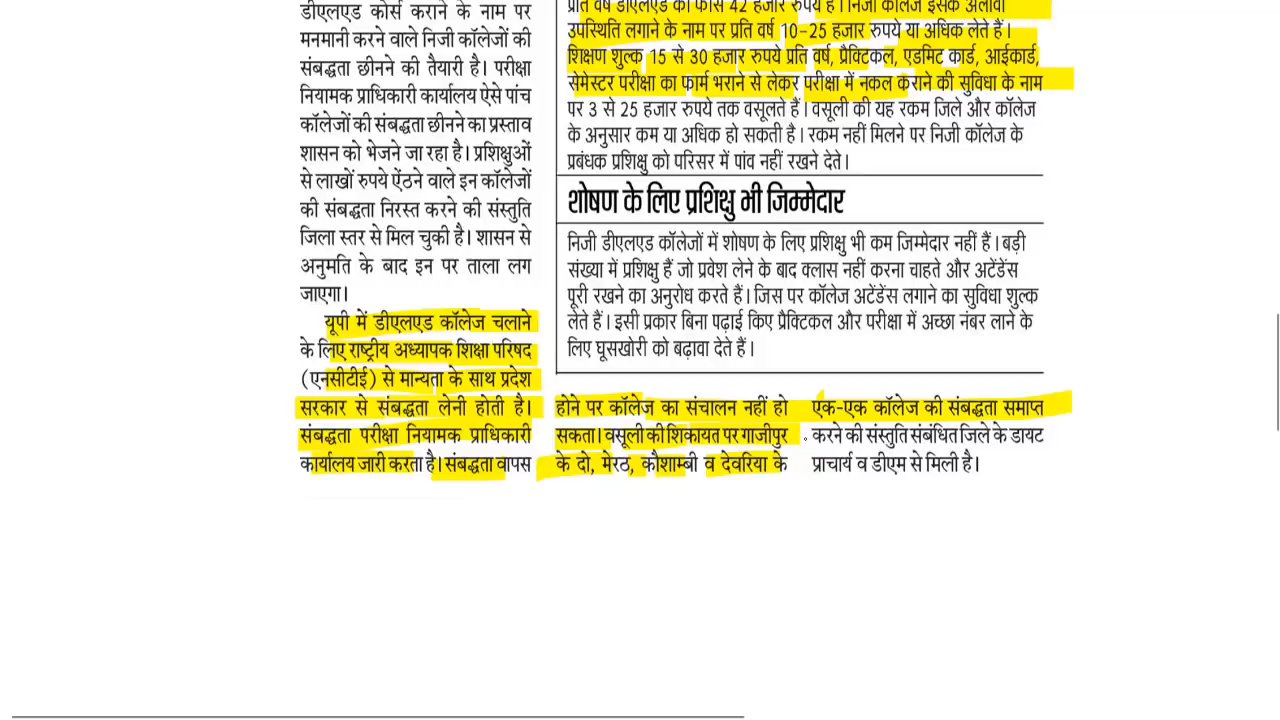 डीएलएड कोर्स कराने के नाम पर
मनमानी करने वाले निजी कॉलेजों की
संबद्धता छीनने की तैयारी है। परीक्षा
नियामक प्राधिकारी कार्यालय ऐसे पांच
कॉलेजों की संबद्धता छीनने का प्रस्ताव
शासन को भेजने जा रहा है। प्रशिक्षुओं
से लाखों रुपये ऐंठने वाले इन कॉलेजों
की संबद्धता निरस्त करने की संस्तुति
जिला स्तर से मिल चुकी है। शासन से
अनुमति के बाद इन पर ताला लग
जाएगा।
यूपी में डीएलएड कॉलेज चलाने
के लिए राष्ट्रीय अध्यापक शिक्षा परिषद
(एनसीटीई) से मान्यता के साथ प्रदेश
सरकार से संबद्धता लेनी होती है।
संबद्धता परीक्षा नियामक प्राधिकारी
कार्यालय जारी करता है। संबद्धता वापस
प्रति वर्ष डीएलएड की फीस 42 हजार रुपये है। निजी कॉलेज इसके अलावा
उपस्थिति लगाने के नाम पर प्रति वर्ष 10-25 हजार रुपये या अधिक लेते हैं।
शिक्षण शुल्क 15 से 30 हजार रुपये प्रति वर्ष, प्रैक्टिकल, एडमिट कार्ड, आईकार्ड,
सेमेस्टर परीक्षा का फार्म भराने से लेकर परीक्षा में नकल कराने की सुविधा के नाम
पर 3 से 25 हजार रुपये तक वसूलते हैं। वसूली की यह रकम जिले और कॉलेज
के अनुसार कम या अधिक हो सकती है। रकम नहीं मिलने पर निजी कॉलेज के
प्रबंधक प्रशिक्षु को परिसर में पांव नहीं रखने देते।
शोषण के लिए प्रशिक्षु भी जिम्मेदार
निजी डीएलएड कॉलेजों में शोषण के लिए प्रशिक्षु भी कम जिम्मेदार नहीं हैं। बड़ी
संख्या में प्रशिक्षु हैं जो प्रवेश लेने के बाद क्लास नहीं करना चाहते और अटेंडेंस
पूरी रखने का अनुरोध करते हैं। जिस पर कॉलेज अटेंडेंस लगाने का सुविधा शुल्क
लेते हैं। इसी प्रकार बिना पढ़ाई किए प्रैक्टिकल और परीक्षा में अच्छा नंबर लाने के
लिए घूसखोरी को बढ़ावा देते हैं।
होने पर कॉलेज का संचालन नहीं हो
सकता। वसूली की शिकायत पर गाजीपुर
के दो, मेरठ, कौशाम्बी व देवरिया के
एक-एक कॉलेज की संबद्धता समाप्त
करने की संस्तुति संबंधित जिले के डायट
प्राचार्य व डीएम से मिली है।